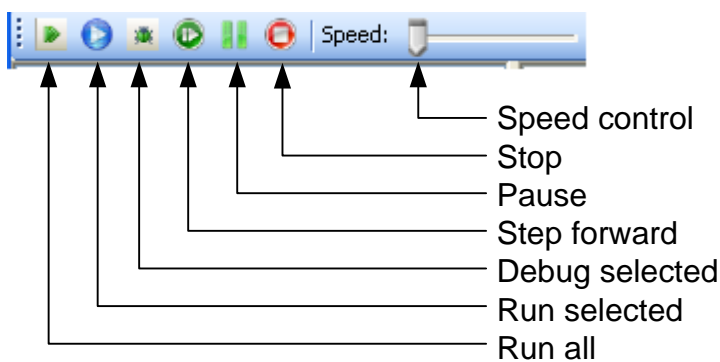 Speed:
Speed control
Stop
Pause
Step forward
Debug selected
Run selected
Run all